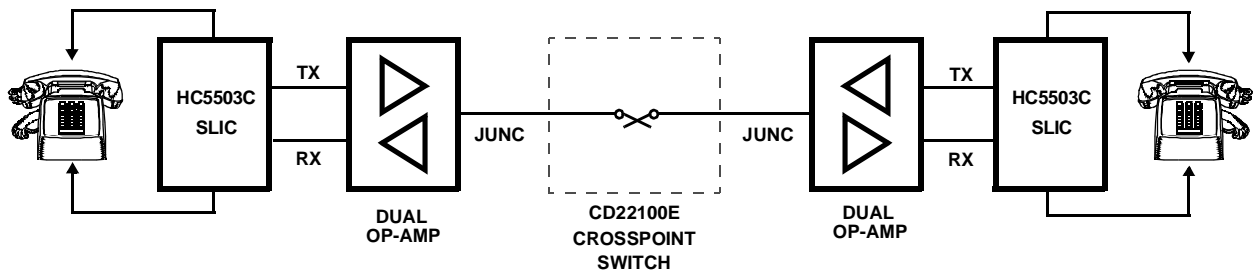 HC5503C
SLIC
TX
RX
DUAL
OP-AMP
JUNC
CD22100E
CROSSPOINT
SWITCH
JUNC
DUAL
OP-AMP
TX
RX
HC5503C
SLIC